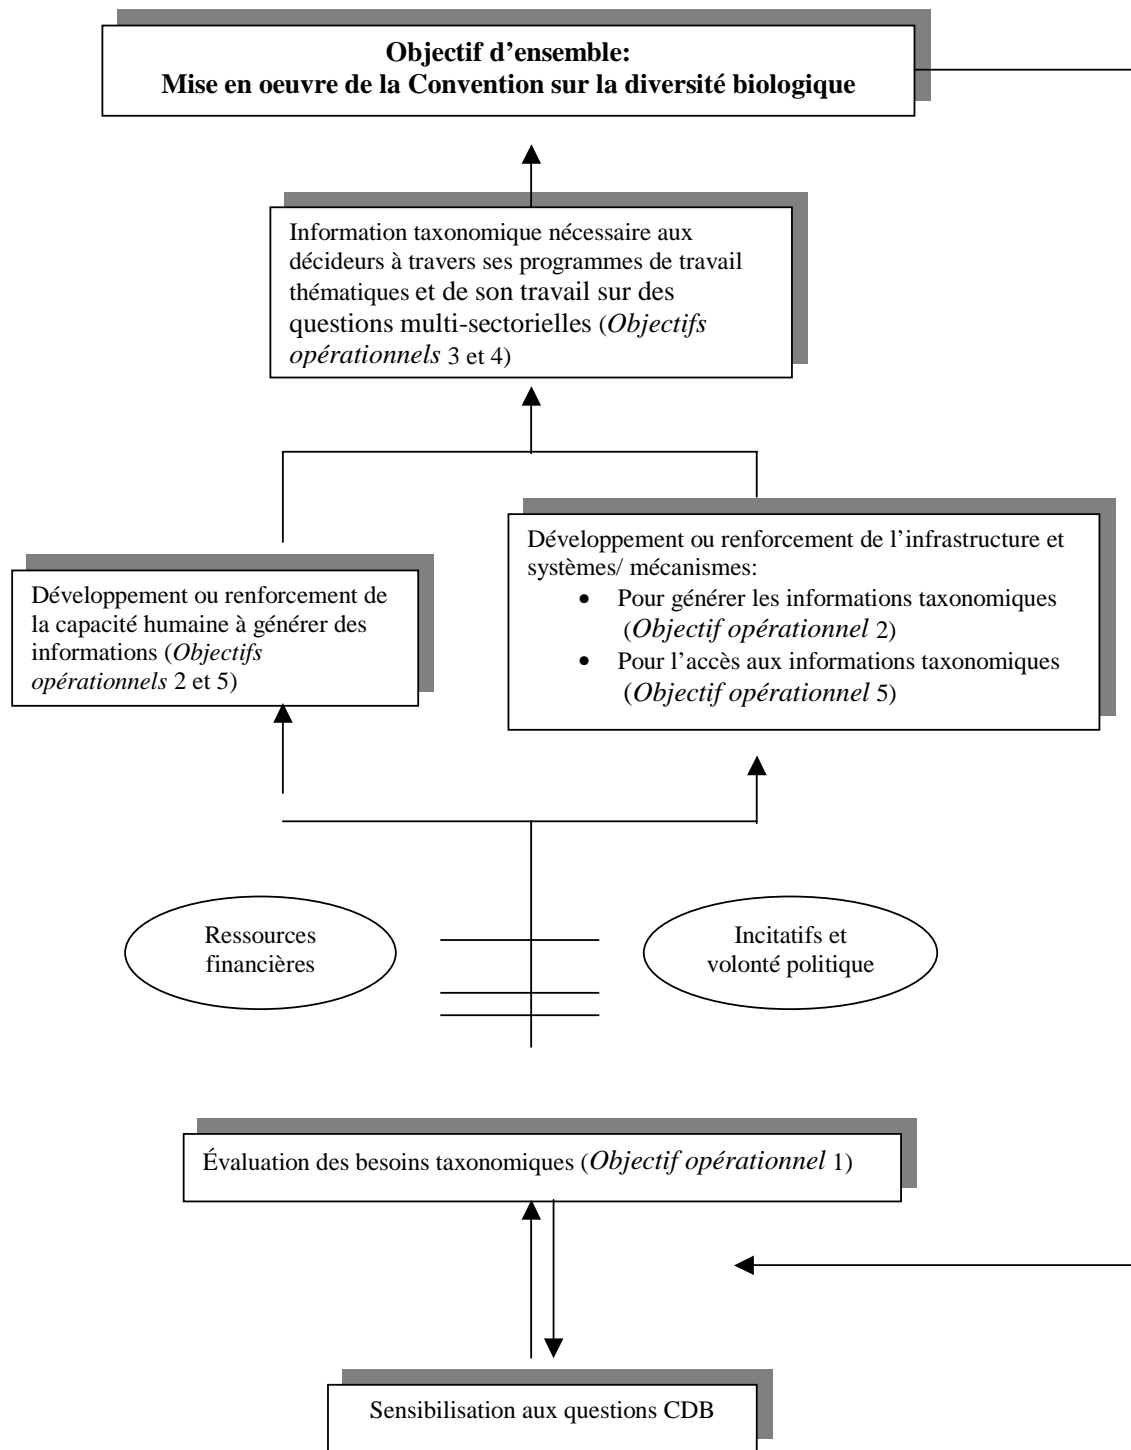 Objectif d’ensemble:
Mise en oeuvre de la Convention sur la diversité biologique
Information taxonomique nécessaire aux
décideurs à travers ses programmes de travail
thématiques et de son travail sur des
questions multi-sectorielles (Objectifs
opérationnels 3 et 4)
Développement ou renforcement de
la capacité humaine à générer des
informations (Objectifs
opérationnels 2 et 5)
Développement ou renforcement de l’infrastructure et
systèmes/ mécanismes:
• Pour générer les informations taxonomiques
(Objectif opérationnel 2)
• Pour l’accès aux informations taxonomiques
(Objectif opérationnel 5)
Ressources
financières
Incitatifs et
volonté politique
Évaluation des besoins taxonomiques (Objectif opérationnel 1)
Sensibilisation aux questions CDB